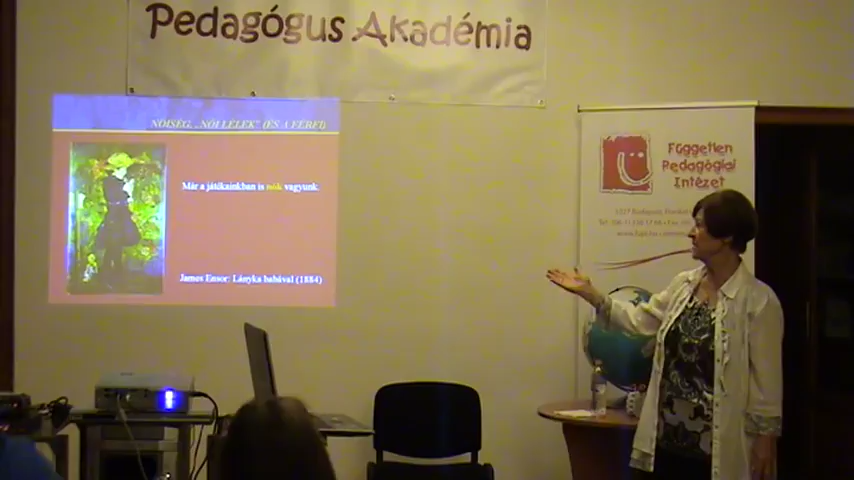 Pedagógus Akadémia
NŐISÉG, „NŐI LÉLEK” (ÉS A FÉRFI)
Már a játékainkban is nők vagyunk.
James Ensor: Lányka babával (1884)
Független
Pedagógiai
Intézet